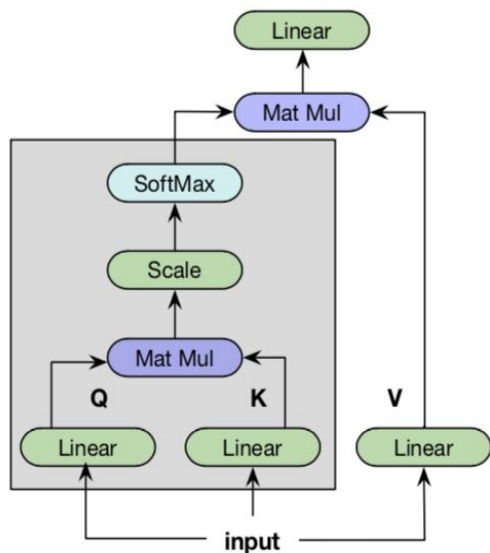 Linear
Mat Mul
SoftMax
Scale
Mat Mul
Q K V
Linear Linear Linear
input